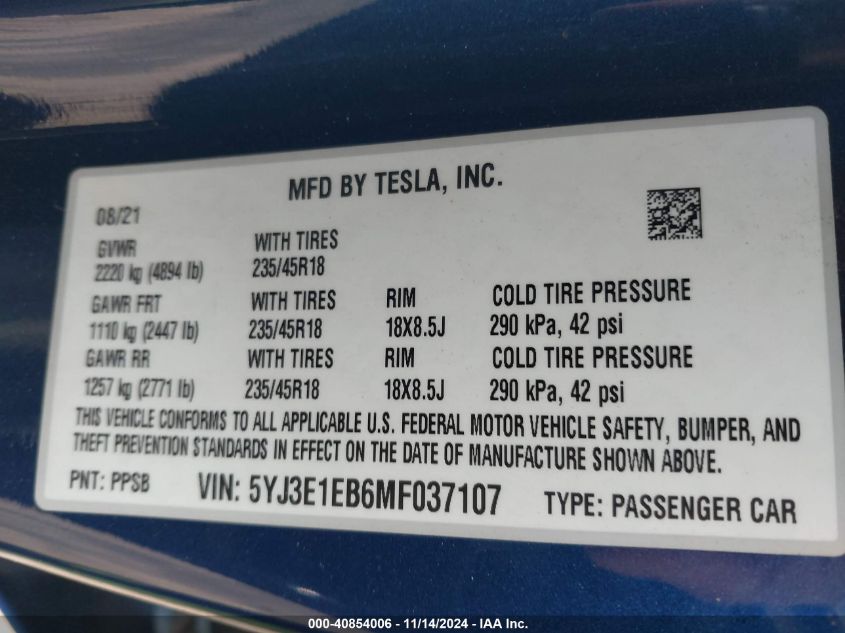 MFD BY TESLA, INC.
08/21
GVWR WITH TIRES
2220 kg (4894 lb) 235/45R18
GAWR FRT WITH TIRES RIM COLD TIRE PRESSURE
1110 kg (2447 lb) 235/45R18 18X8.5J 290 kPa, 42 psi
GAWR RR WITH TIRES RIM COLD TIRE PRESSURE
1257 kg (2771 lb) 235/45R18 18X8.5J 290 kPa, 42 psi
THIS VEHICLE CONFORMS TO ALL APPLICABLE U.S. FEDERAL MOTOR VEHICLE SAFETY, BUMPER, AND
THEFT PREVENTION STANDARDS IN EFFECT ON THE DATE OF MANUFACTURE SHOWN ABOVE.
PNT: PPSB VIN: 5YJ3E1EB6MF037107 TYPE: PASSENGER CAR
000-40854006 - 11/14/2024 - IAA Inc.